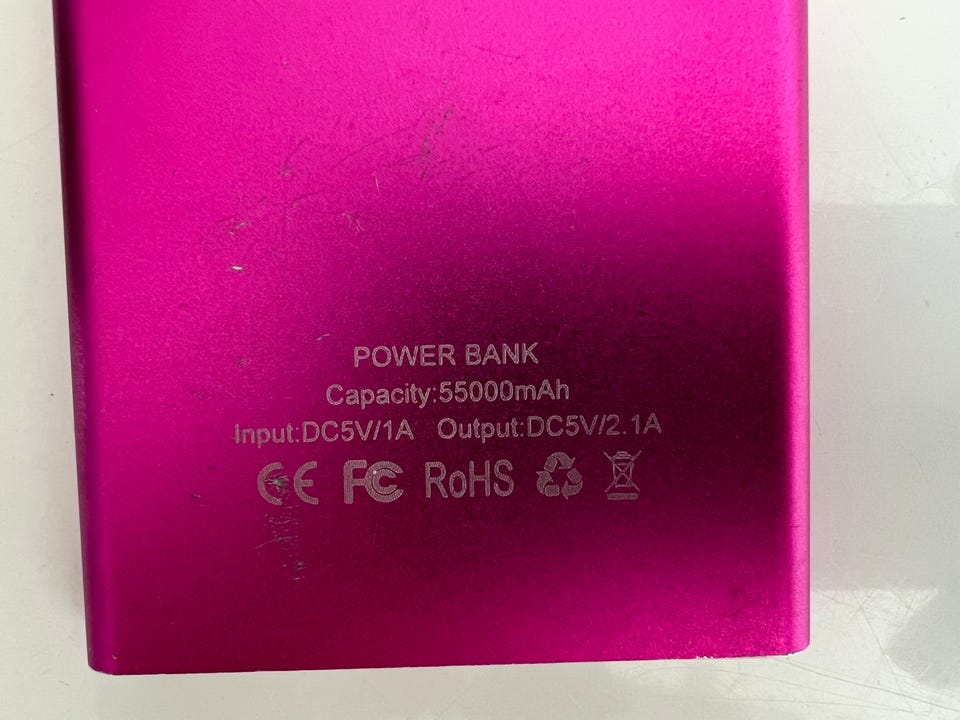 POWER BANK
Capacity:55000mAh
Input:DC5V/1A Output:DC5V/2.1A
CE FC RoHS